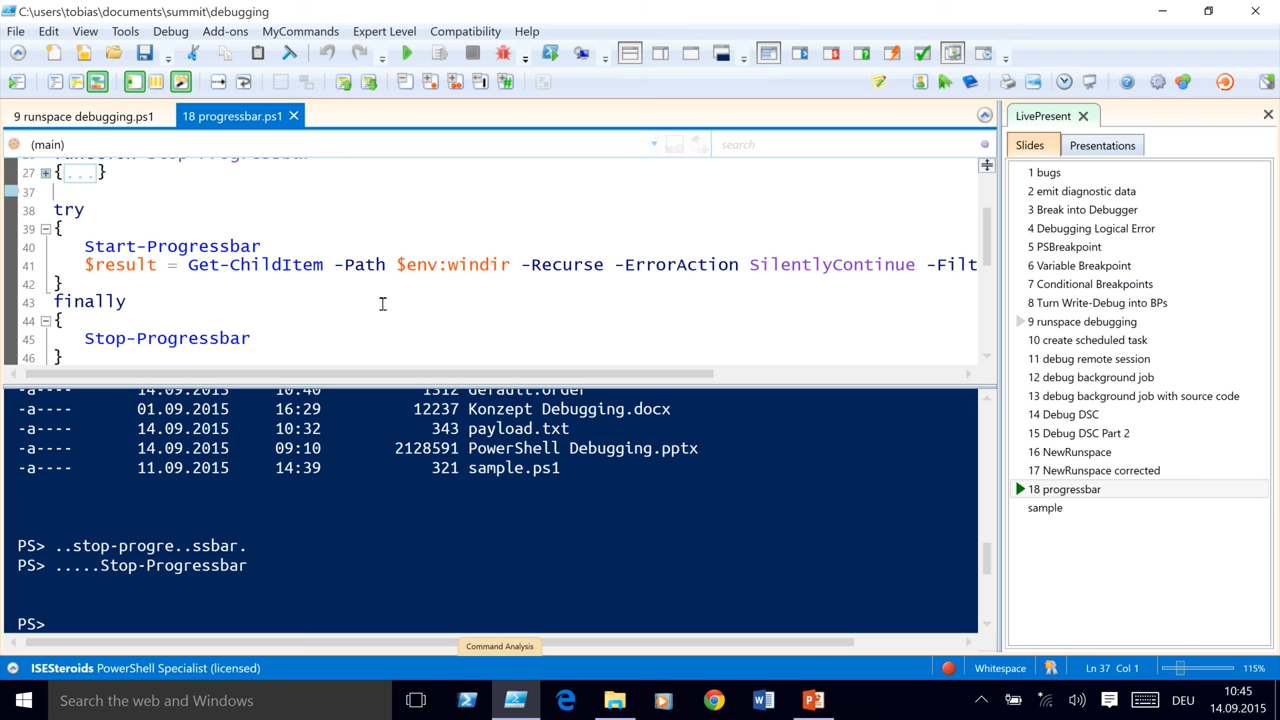 C:\users\tobias\documents\summit\debugging
File Edit View Tools Debug Add-ons MyCommands Expert Level Compatibility Help
9 runspace debugging.ps1
18 progressbar.ps1
LivePresent
(main)
search
Slides
Presentations
27 {...}
37
38 try
39 {
40 Start-Progressbar
41 $result = Get-ChildItem -Path $env:windir -Recurse -ErrorAction SilentlyContinue -Filt
42 }
43 finally
44 {
45 Stop-Progressbar
46 }
1 bugs
2 emit diagnostic data
3 Break into Debugger
4 Debugging Logical Error
5 PSBreakpoint
6 Variable Breakpoint
7 Conditional Breakpoints
8 Turn Write-Debug into BPs
9 runspace debugging
10 create scheduled task
11 debug remote session
12 debug background job
13 debug background job with source code
14 Debug DSC
15 Debug DSC Part 2
16 NewRunspace
17 NewRunspace corrected
18 progressbar
sample
-a---- 14.09.2015 10:40 1312 default.order
-a---- 01.09.2015 16:29 12237 Konzept Debugging.docx
-a---- 14.09.2015 10:32 343 payload.txt
-a---- 14.09.2015 09:10 2128591 PowerShell Debugging.pptx
-a---- 11.09.2015 14:39 321 sample.ps1
PS> ..stop-progre..ssbar.
PS> .....Stop-Progressbar
PS>
Command Analysis
ISESteroids PowerShell Specialist (licensed)
Whitespace
Ln 37 Col 1
115%
Search the web and Windows
DEU
10:45
14.09.2015